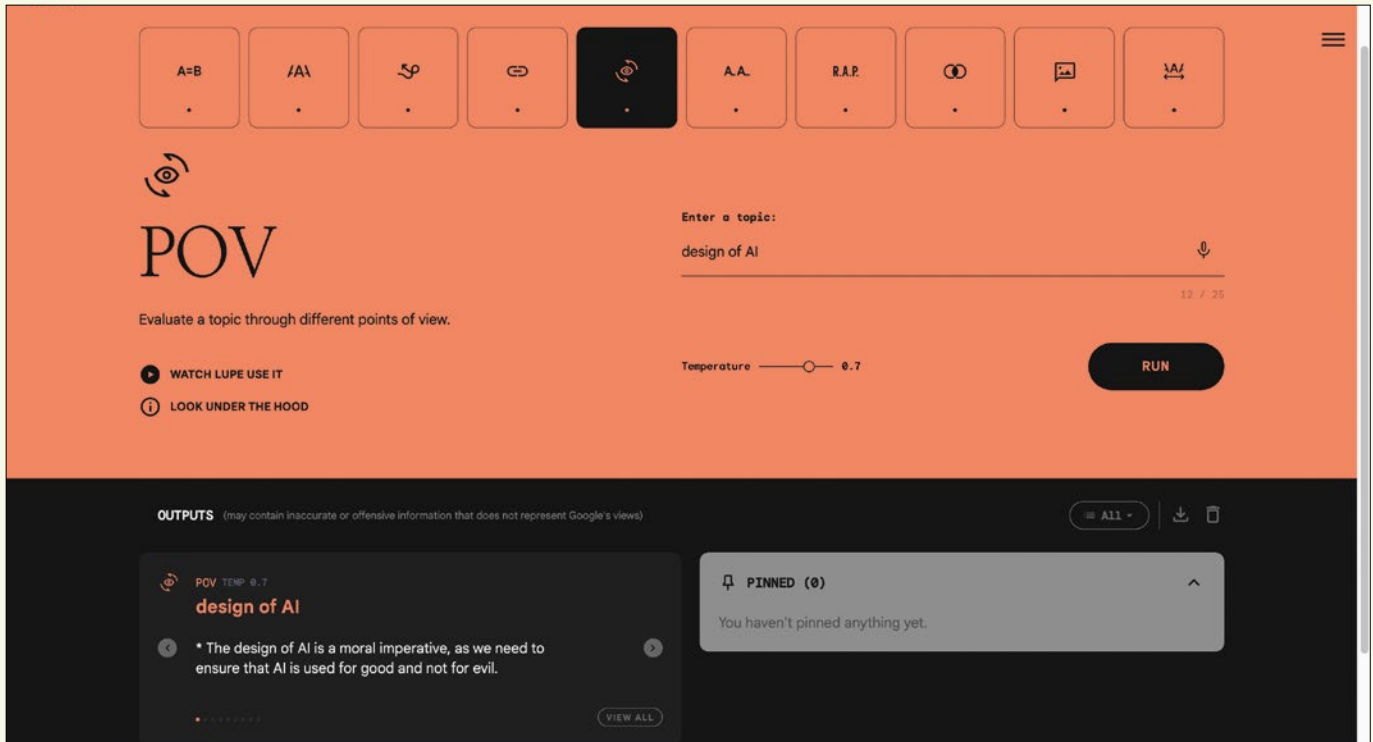 A=B
/A\
A.A.
R.A.P.
\A/
POV
Evaluate a topic through different points of view.
WATCH LUPE USE IT
LOOK UNDER THE HOOD
Enter a topic:
design of AI
12 / 25
Temperature 0.7
RUN
OUTPUTS (may contain inaccurate or offensive information that does not represent Google's views)
All
POV TEMP 0.7
design of AI
* The design of AI is a moral imperative, as we need to
ensure that AI is used for good and not for evil.
VIEW ALL
PINNED (0)
You haven't pinned anything yet.